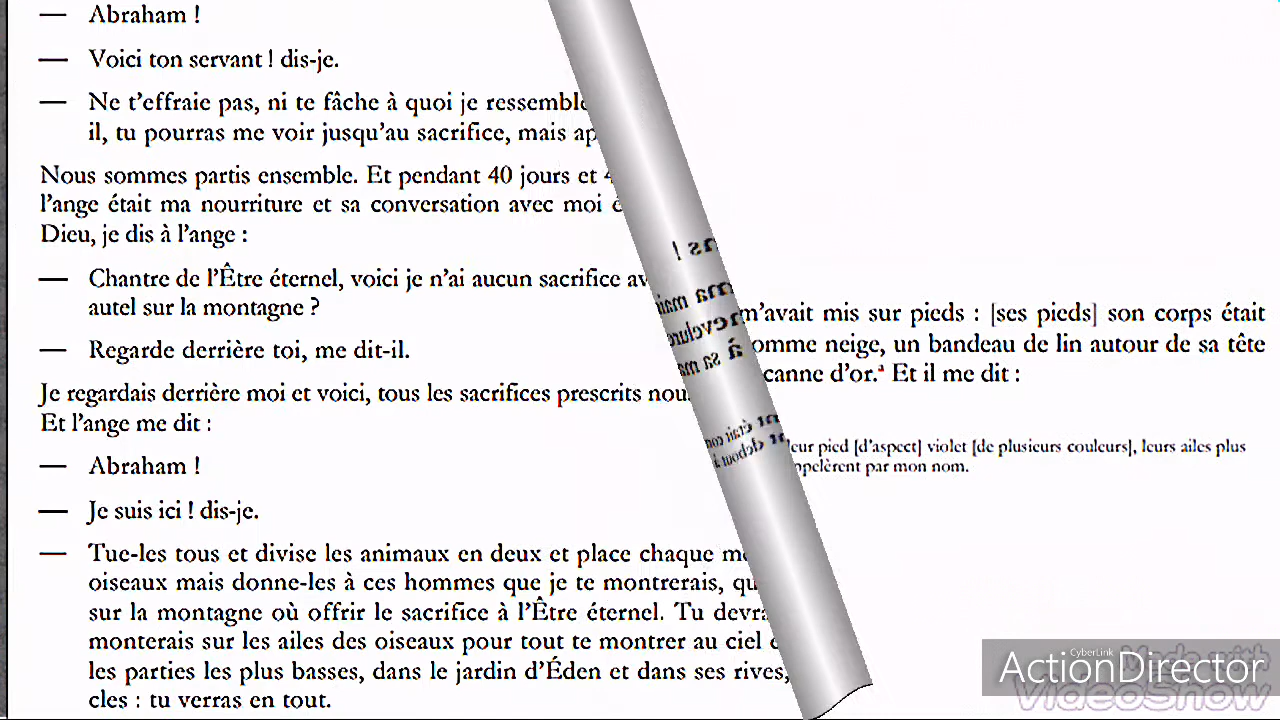 — Abraham !
— Voici ton servant ! dis-je.
— Ne t'effraie pas, ni te fâche à quoi je ressemble
il, tu pourras me voir jusqu'au sacrifice, mais
Nous sommes partis ensemble. Et pendant 40 jours et
l'ange était ma nourriture et sa conversation avec moi
Dieu, je dis à l'ange :
— Chantre de l'Être éternel, voici je n'ai aucun sacrifice
autel sur la montagne ?
— Regarde derrière toi, me dit-il.
Je regardais derrière moi et voici, tous les sacrifices prescrits
Et l'ange me dit :
— Abraham !
— Je suis ici ! dis-je.
— Tue-les tous et divise les animaux en deux et place chaque
oiseaux mais donne-les à ces hommes que je te montrerais,
sur la montagne où offrir le sacrifice à l'Être éternel. Tu
monterais sur les ailes des oiseaux pour tout te montrer au ciel
les parties les plus basses, dans le jardin d'Éden et dans ses rives,
cles : tu verras en tout.
m'avait mis sur pieds : [ses pieds] son corps était
omme neige, un bandeau de lin autour de sa tête
canne d'or.ª Et il me dit :
leur pied [d'aspect] violet [de plusieurs couleurs], leurs ailes plus
ppelèrent par mon nom.
CyberLink
ActionDirector
Made with
VideoShow